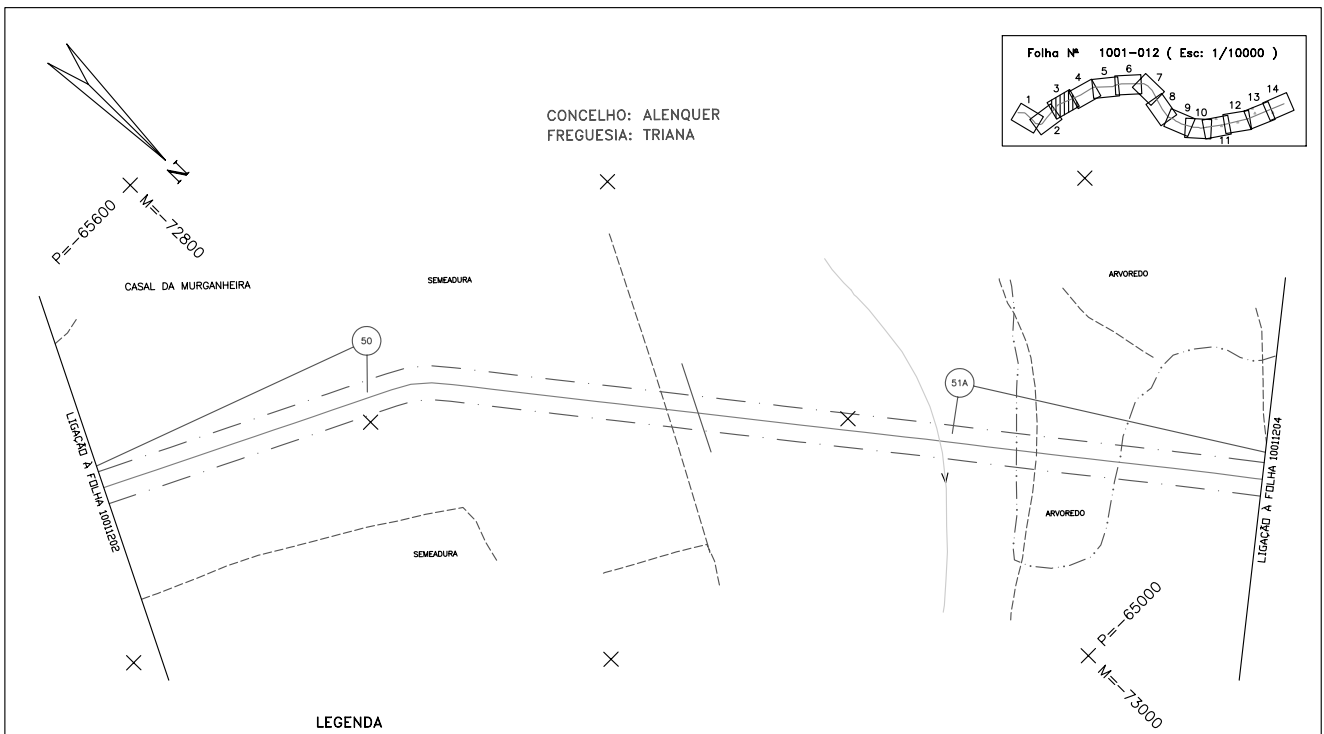 Folha Nª 1001-012 ( Esc: 1/10000 )
1
2
3
4
5
6
7
8
9
10
11
12
13
14
N
CONCELHO: ALENQUER
FREGUESIA: TRIANA
P=-65600
M=-72800
CASAL DA MURGANHEIRA
SEMEADURA
ARVOREDO
50
51A
LIGAÇÃO À FOLHA 10011202
LIGAÇÃO À FOLHA 10011204
ARVOREDO
SEMEADURA
P=-65000
M=-73000
LEGENDA